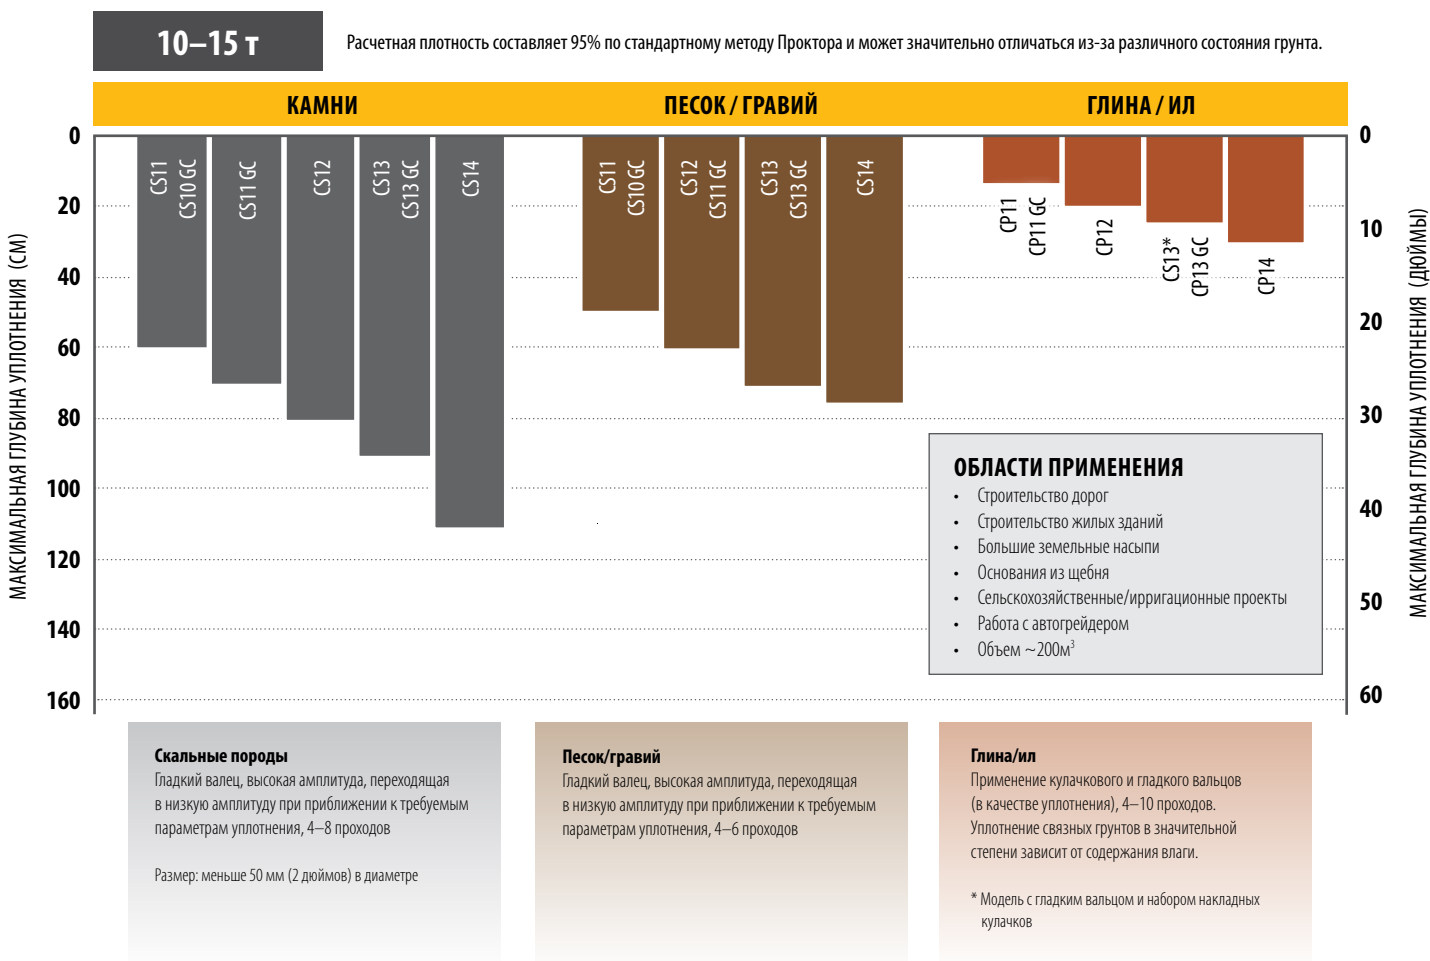 10–15 т
Расчетная плотность составляет 95% по стандартному методу Проктора и может значительно отличаться из-за различного состояния грунта.
КАМНИ
ПЕСОК / ГРАВИЙ
ГЛИНА / ИЛ
МАКСИМАЛЬНАЯ ГЛУБИНА УПЛОТНЕНИЯ (СМ)
0
20
40
60
80
100
120
140
160
CS11
CS10 GC
CS11 GC
CS12
CS13
CS13 GC
CS14
CS11
CS10 GC
CS12
CS11 GC
CS13
CS13 GC
CS14
CP11
CP11 GC
CP12
CS13*
CP13 GC
CP14
0
10
20
30
40
50
60
МАКСИМАЛЬНАЯ ГЛУБИНА УПЛОТНЕНИЯ (ДЮЙМЫ)
ОБЛАСТИ ПРИМЕНЕНИЯ
• Строительство дорог
• Строительство жилых зданий
• Большие земельные насыпи
• Основания из щебня
• Сельскохозяйственные/ирригационные проекты
• Работа с автогрейдером
• Объем ~200м³
Скальные породы
Гладкий валец, высокая амплитуда, переходящая
в низкую амплитуду при приближении к требуемым
параметрам уплотнения, 4–8 проходов
Размер: меньше 50 мм (2 дюймов) в диаметре
Песок/гравий
Гладкий валец, высокая амплитуда, переходящая
в низкую амплитуду при приближении к требуемым
параметрам уплотнения, 4–6 проходов
Глина/ил
Применение кулачкового и гладкого вальцов
(в качестве уплотнения), 4–10 проходов.
Уплотнение связных грунтов в значительной
степени зависит от содержания влаги.
* Модель с гладким вальцом и набором накладных
кулачков